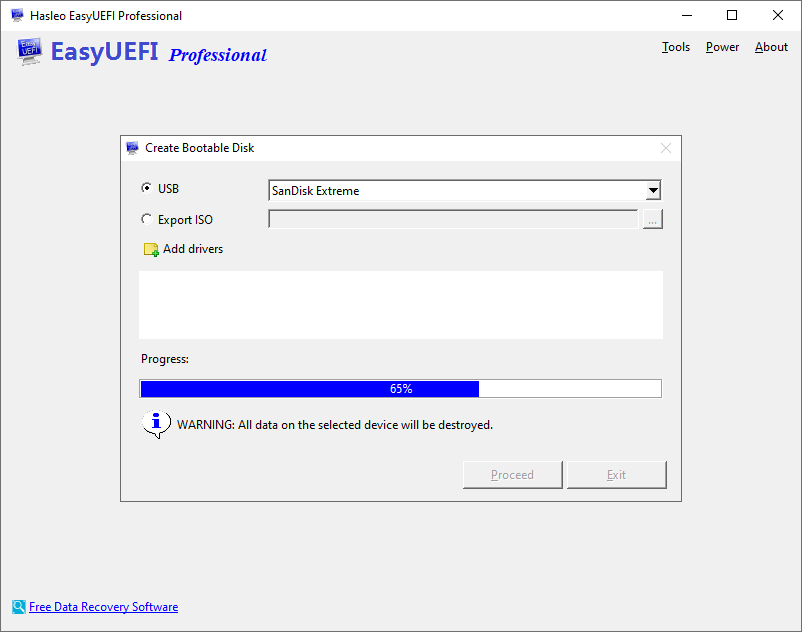 Hasleo EasyUEFI Professional
EasyUEFI Professional
Tools Power About
Create Bootable Disk
USB SanDisk Extreme
Export ISO ...
Add drivers
Progress:
65%
WARNING: All data on the selected device will be destroyed.
Proceed Exit
Free Data Recovery Software